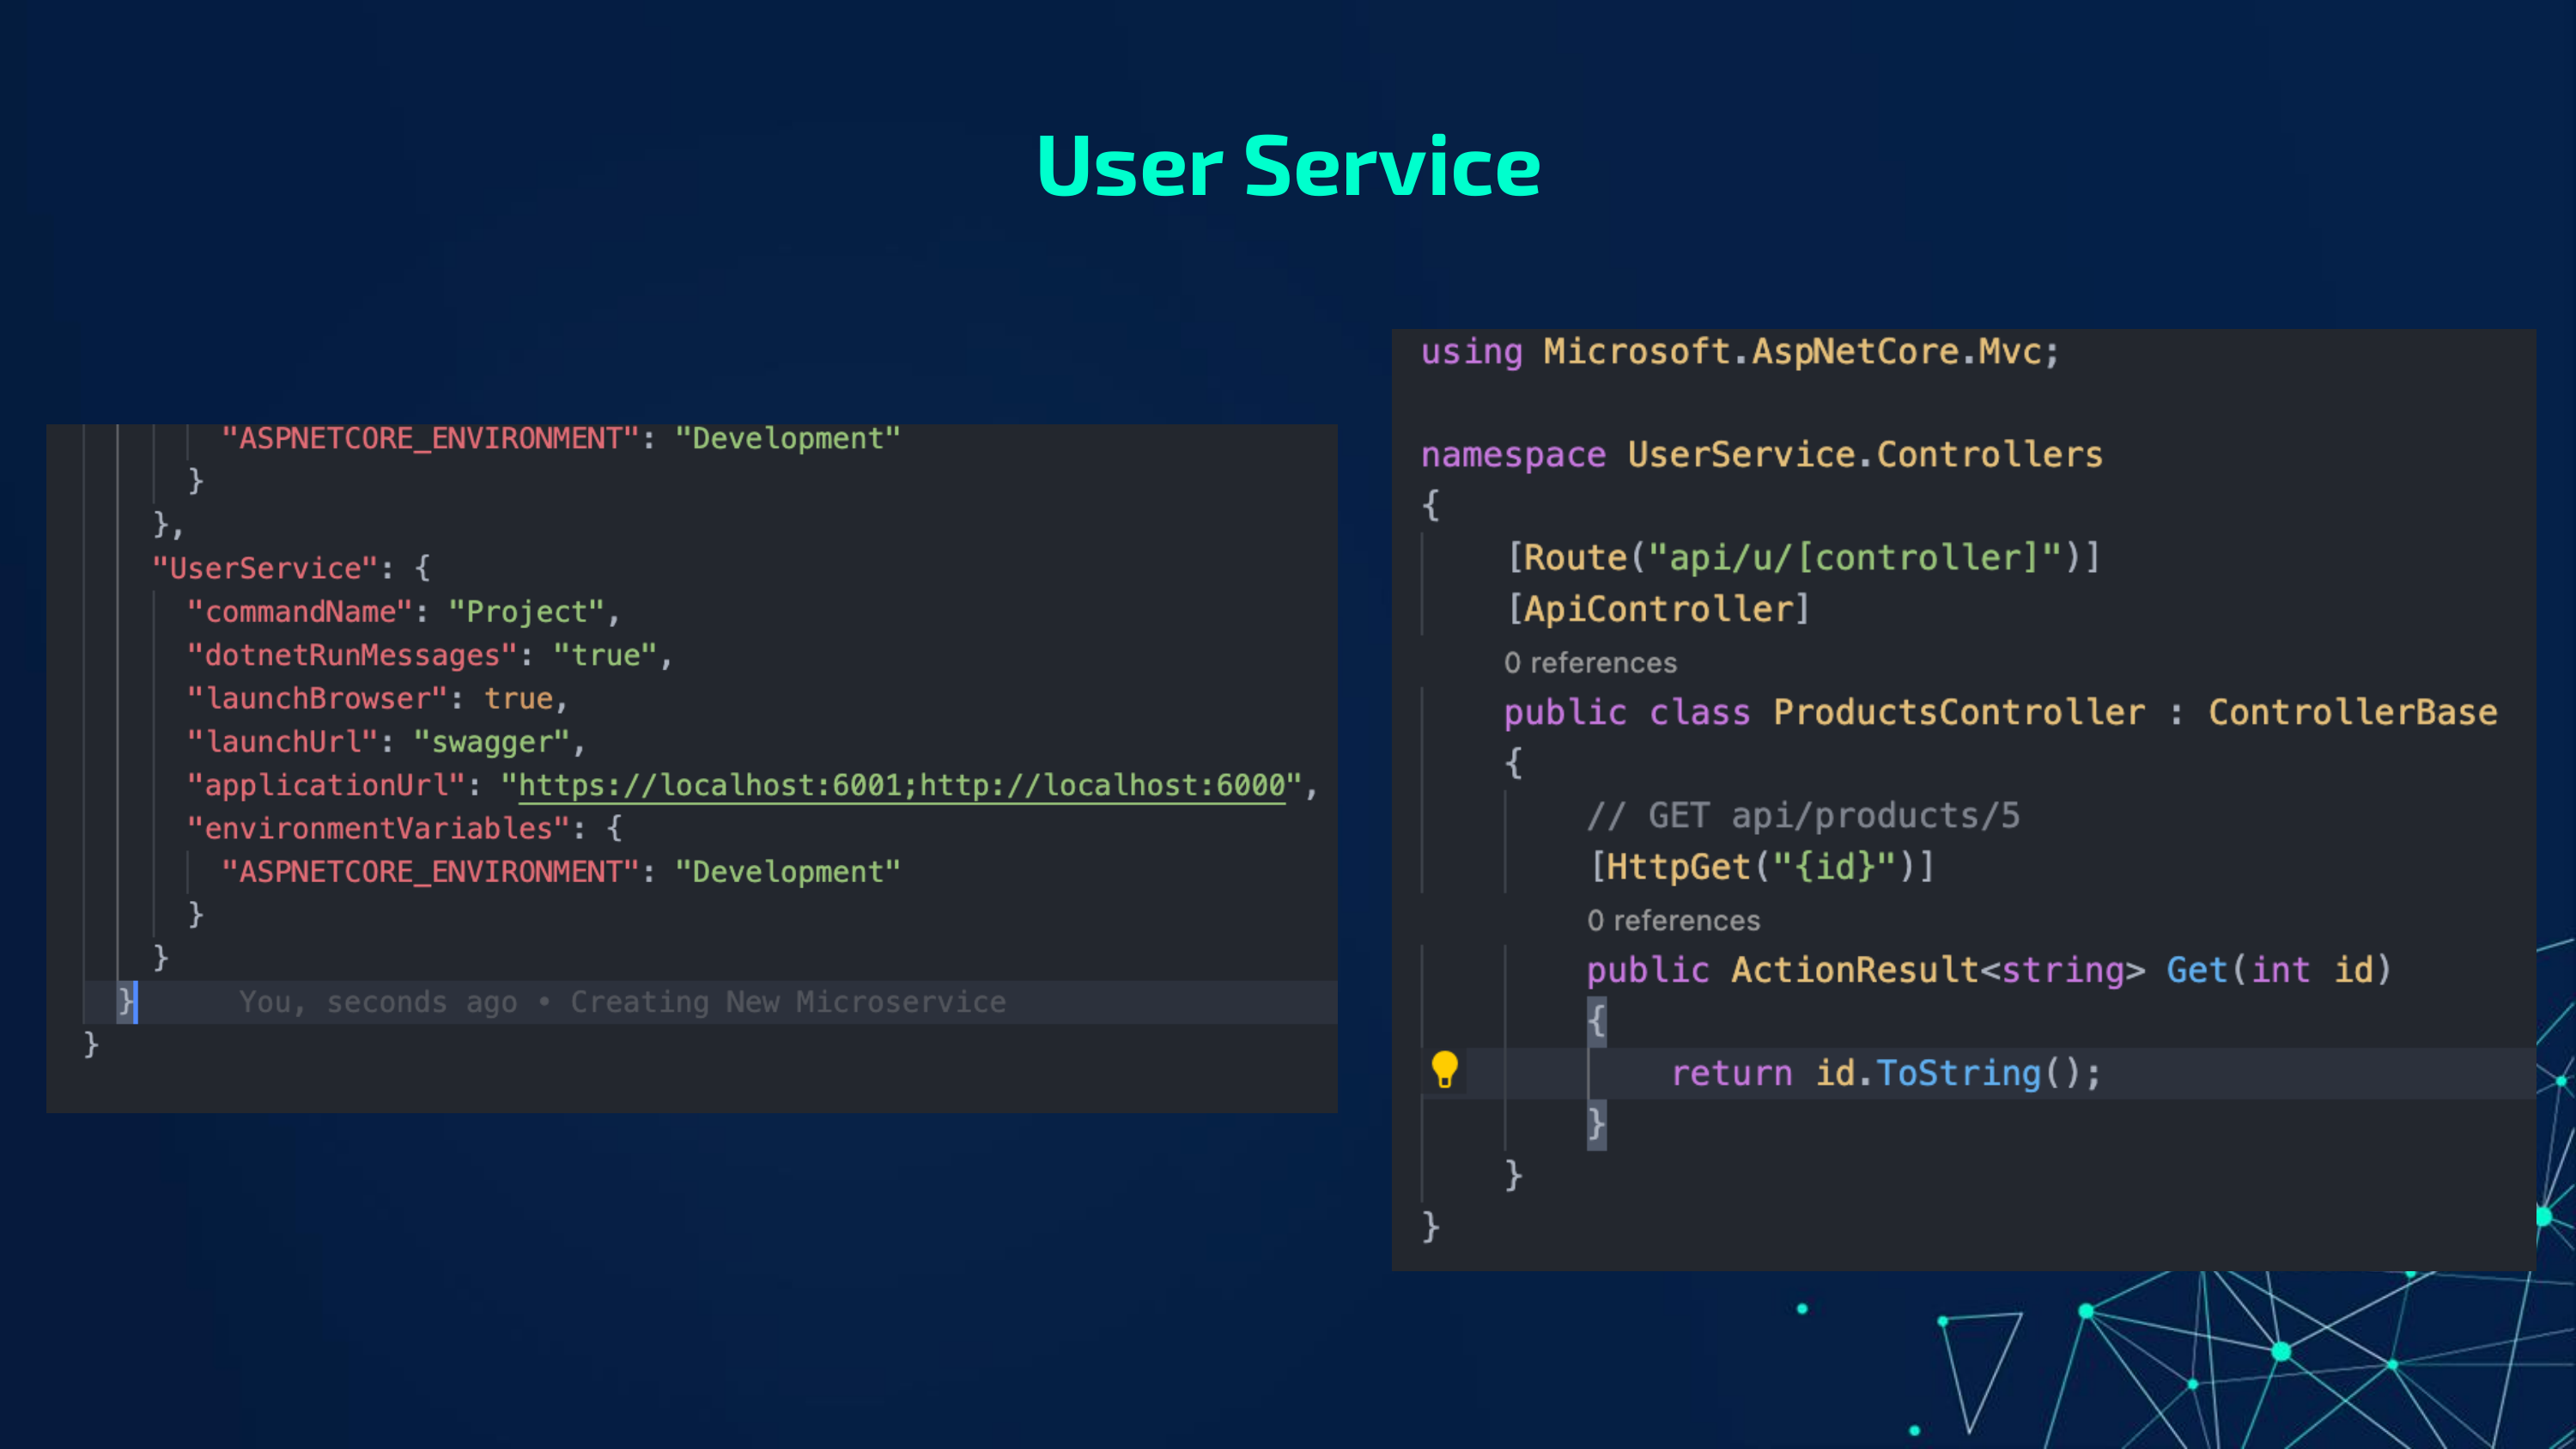 User Service
"ASPNETCORE_ENVIRONMENT": "Development"
}
},
"UserService": {
"commandName": "Project",
"dotnetRunMessages": "true",
"launchBrowser": true,
"launchUrl": "swagger",
"applicationUrl": "https://localhost:6001;http://localhost:6000",
"environmentVariables": {
"ASPNETCORE_ENVIRONMENT": "Development"
}
}
} You, seconds ago • Creating New Microservice
}
using Microsoft.AspNetCore.Mvc;
namespace UserService.Controllers
{
[Route("api/u/[controller]")]
[ApiController]
0 references
public class ProductsController : ControllerBase
{
// GET api/products/5
[HttpGet("{id}")]
0 references
public ActionResult<string> Get(int id)
{
return id.ToString();
}
}
}